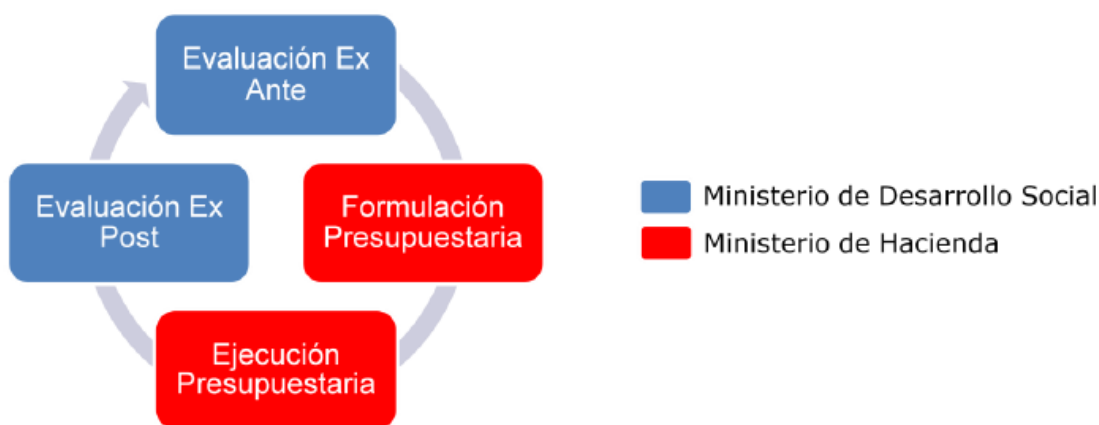 Evaluación Ex
Ante
Evaluación Ex
Post
Formulación
Presupuestaria
Ejecución
Presupuestaria
Ministerio de Desarrollo Social
Ministerio de Hacienda